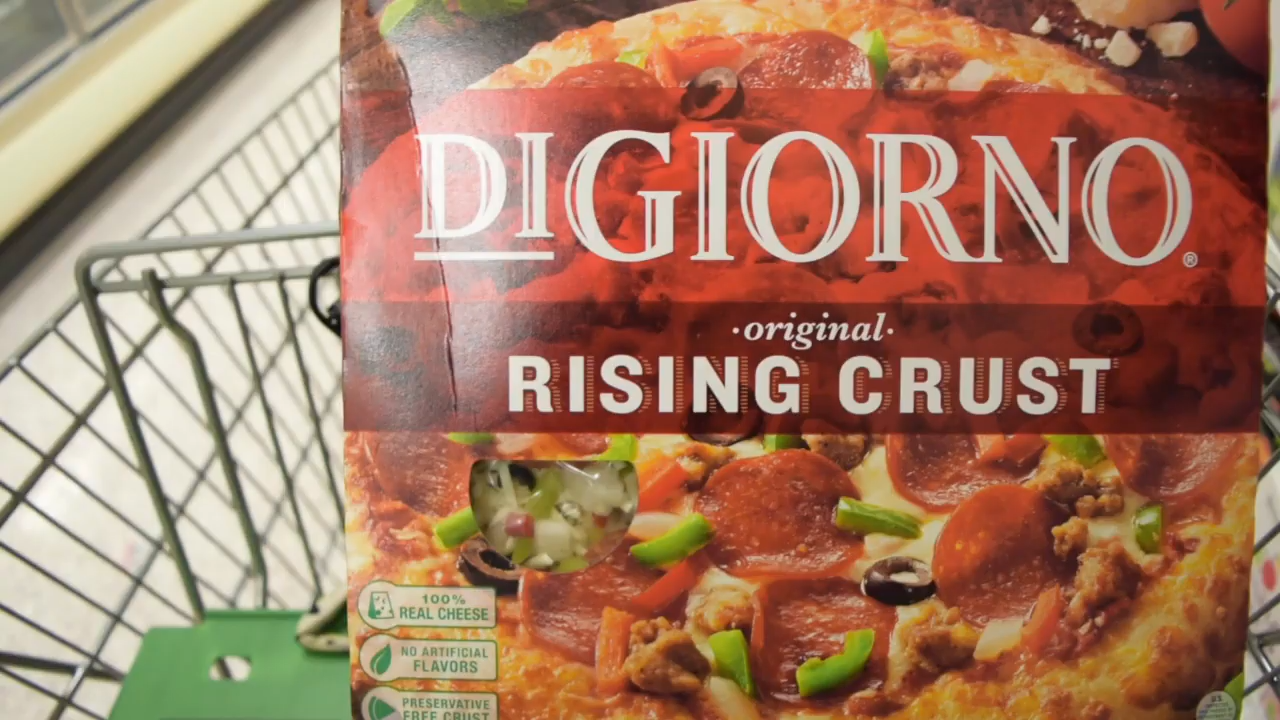 DIGIORNO®
·original·
RISING CRUST
100%
REAL CHEESE
NO ARTIFICIAL
FLAVORS
PRESERVATIVE
FREE CRUST